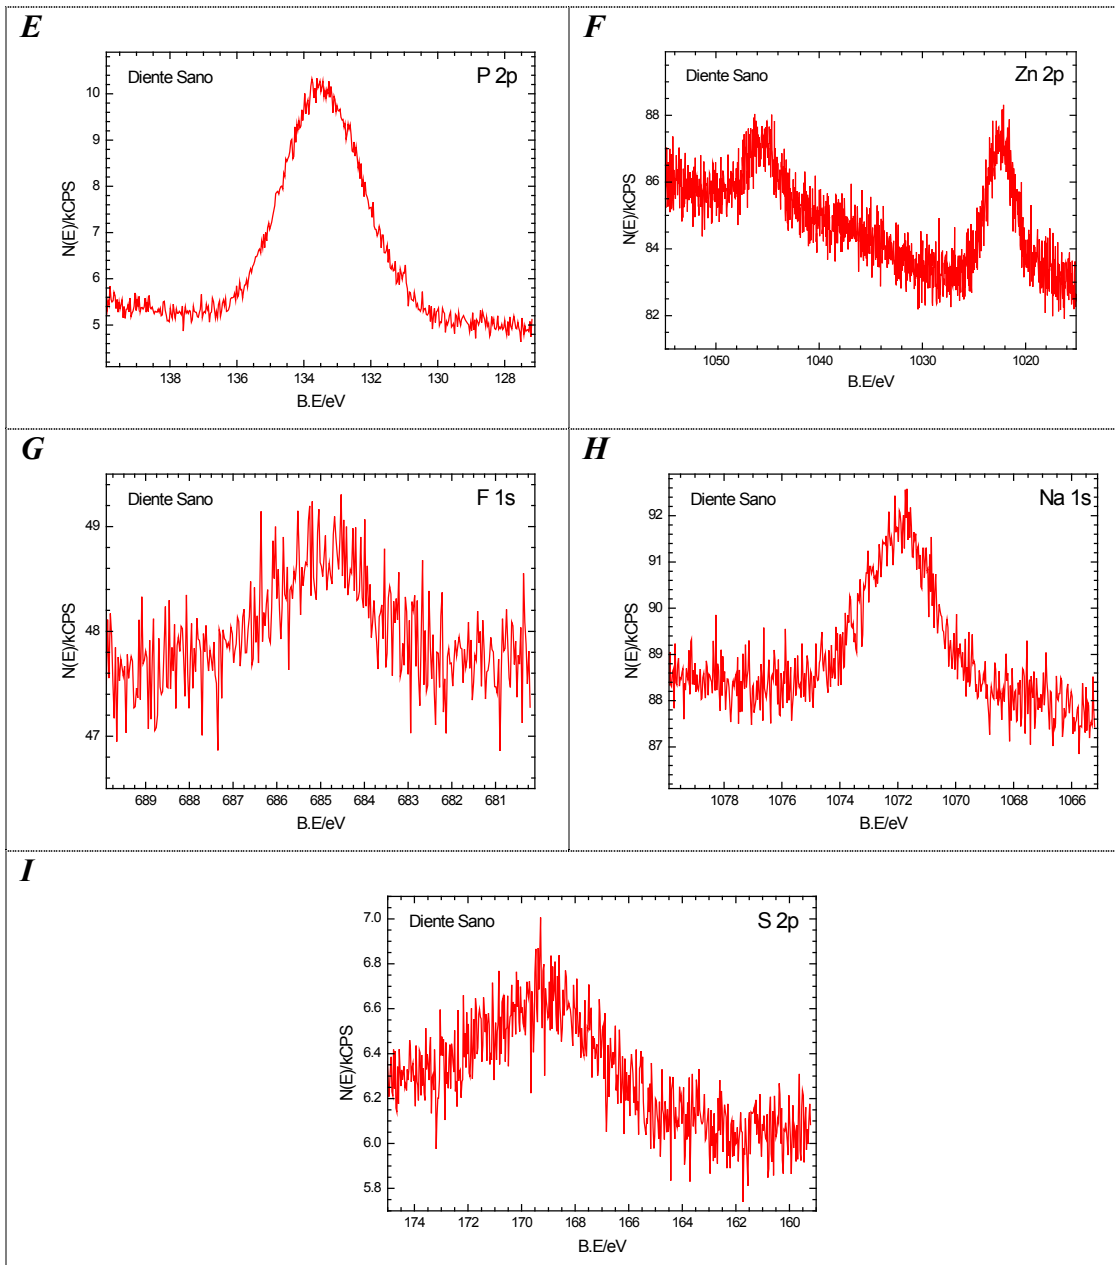 E
Diente Sano P 2p
N(E)/kCPS
10
9
8
7
6
5
138 136 134 132 130 128
B.E/eV
F
Diente Sano Zn 2p
N(E)/kCPS
88
86
84
82
1050 1040 1030 1020
B.E/eV
G
Diente Sano F 1s
N(E)/kCPS
49
48
47
689 688 687 686 685 684 683 682 681
B.E/eV
H
Diente Sano Na 1s
N(E)/kCPS
92
91
90
89
88
87
1078 1076 1074 1072 1070 1068 1066
B.E/eV
I
Diente Sano S 2p
N(E)/kCPS
7.0
6.8
6.6
6.4
6.2
6.0
5.8
174 172 170 168 166 164 162 160
B.E/eV